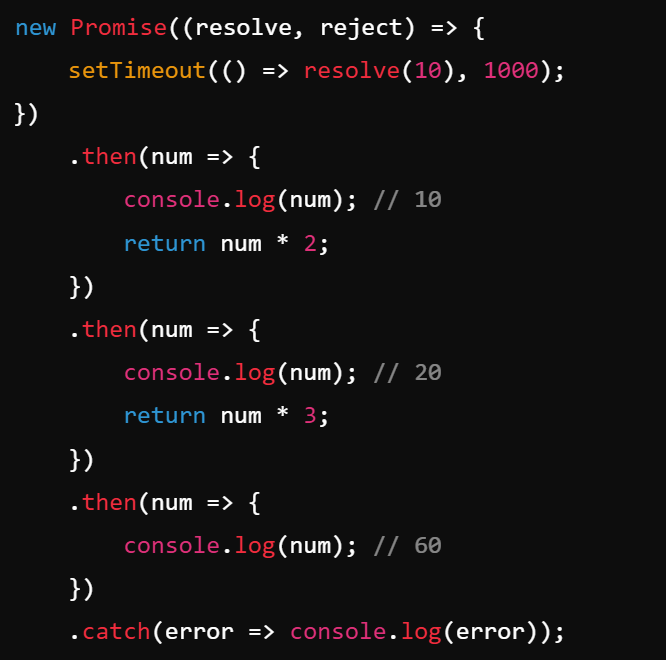 new Promise((resolve, reject) => {
    setTimeout(() => resolve(10), 1000);
})
    .then(num => {
        console.log(num); // 10
        return num * 2;
    })
    .then(num => {
        console.log(num); // 20
        return num * 3;
    })
    .then(num => {
        console.log(num); // 60
    })
    .catch(error => console.log(error));